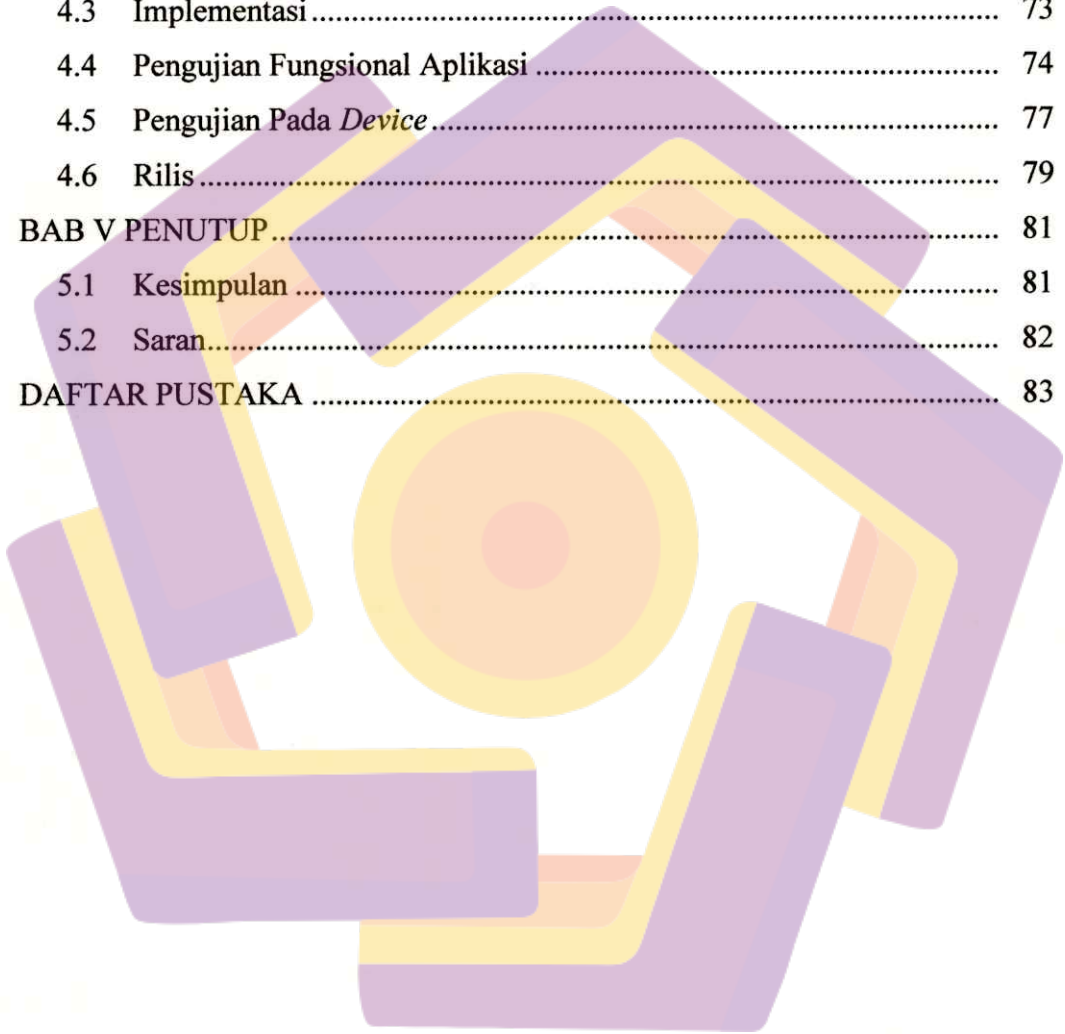 4.3 Implementasi........................................................................ 73
4.4 Pengujian Fungsional Aplikasi ................................................ 74
4.5 Pengujian Pada Device............................................................ 77
4.6 Rilis......................................................................................... 79
BAB V PENUTUP............................................................................. 81
5.1 Kesimpulan ............................................................................. 81
5.2 Saran....................................................................................... 82
DAFTAR PUSTAKA ........................................................................ 83